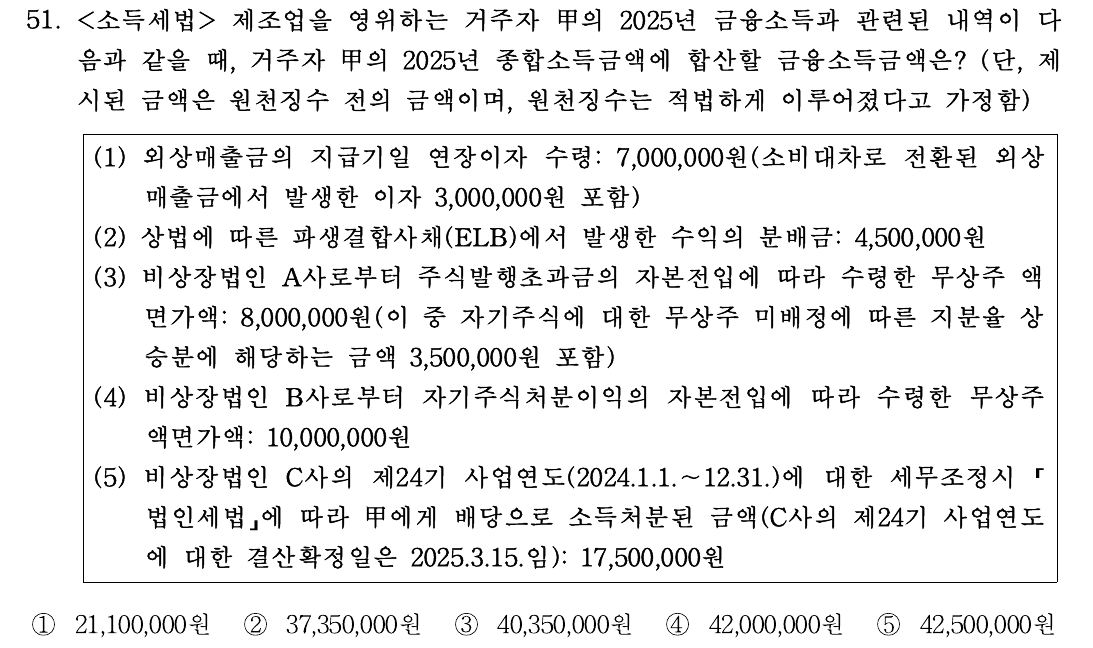 51. <소득세법> 제조업을 영위하는 거주자 甲의 2025년 금융소득과 관련된 내역이 다
음과 같을 때, 거주자 甲의 2025년 종합소득금액에 합산할 금융소득금액은? (단, 제
시된 금액은 원천징수 전의 금액이며, 원천징수는 적법하게 이루어졌다고 가정함)
(1) 외상매출금의 지급기일 연장이자 수령: 7,000,000원(소비대차로 전환된 외상
매출금에서 발생한 이자 3,000,000원 포함)
(2) 상법에 따른 파생결합사채(ELB)에서 발생한 수익의 분배금: 4,500,000원
(3) 비상장법인 A사로부터 주식발행초과금의 자본전입에 따라 수령한 무상주 액
면가액: 8,000,000원(이 중 자기주식에 대한 무상주 미배정에 따른 지분율 상
승분에 해당하는 금액 3,500,000원 포함)
(4) 비상장법인 B사로부터 자기주식처분이익의 자본전입에 따라 수령한 무상주
액면가액: 10,000,000원
(5) 비상장법인 C사의 제24기 사업연도(2024.1.1.~12.31.)에 대한 세무조정시 「
법인세법」에 따라 甲에게 배당으로 소득처분된 금액(C사의 제24기 사업연도
에 대한 결산확정일은 2025.3.15.임): 17,500,000원
① 21,100,000원 ② 37,350,000원 ③ 40,350,000원 ④ 42,000,000원 ⑤ 42,500,000원